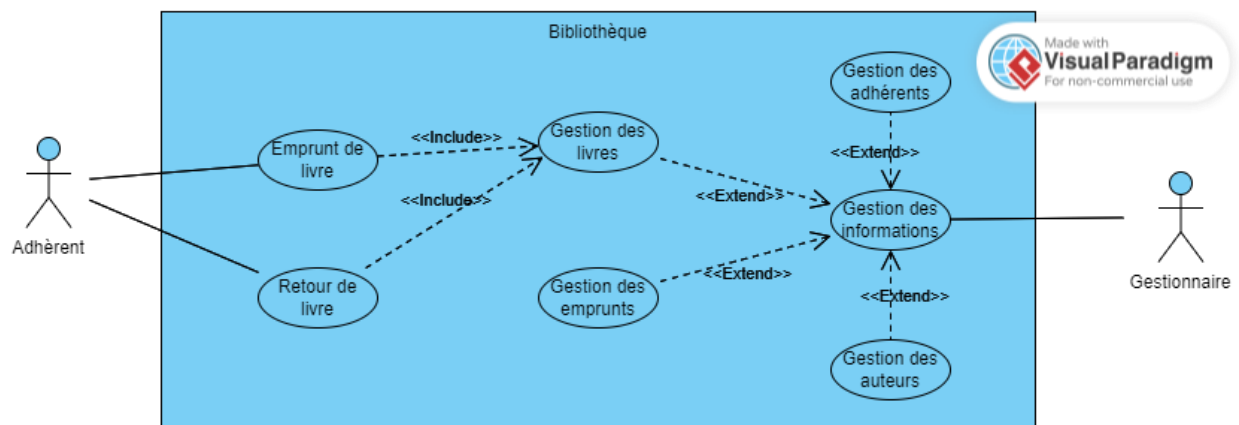 Bibliothèque
Made with
Visual Paradigm
For non-commercial use
Gestion des
adhérents
<<Include>>
Gestion des
livres
Emprunt de
livre
<<Extend>>
<<Include>>
<<Extend>>
Gestion des
informations
Adhèrent
Gestionnaire
<<Extend>>
Retour de
livre
Gestion des
emprunts
<<Extend>>
Gestion des
auteurs